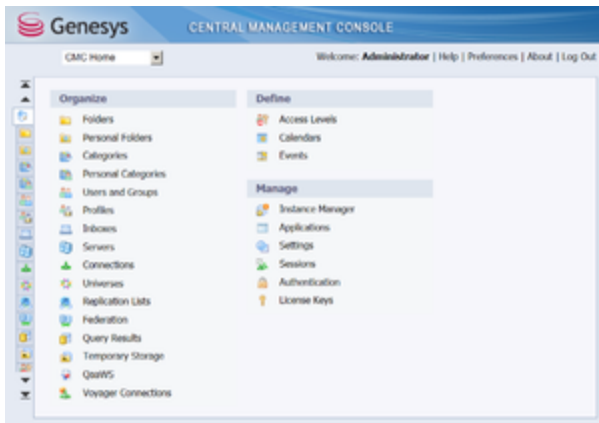 Genesys
CENTRAL MANAGEMENT CONSOLE
CMC Home
Welcome: Administrator | Help | Preferences | About | Log Out
Organize
Folders
Personal Folders
Categories
Personal Categories
Users and Groups
Profiles
Inboxes
Servers
Connections
Universes
Replication Lists
Federation
Query Results
Temporary Storage
QaaWS
Voyager Connections
Define
Access Levels
Calendars
Events
Manage
Instance Manager
Applications
Settings
Sessions
Authentication
License Keys